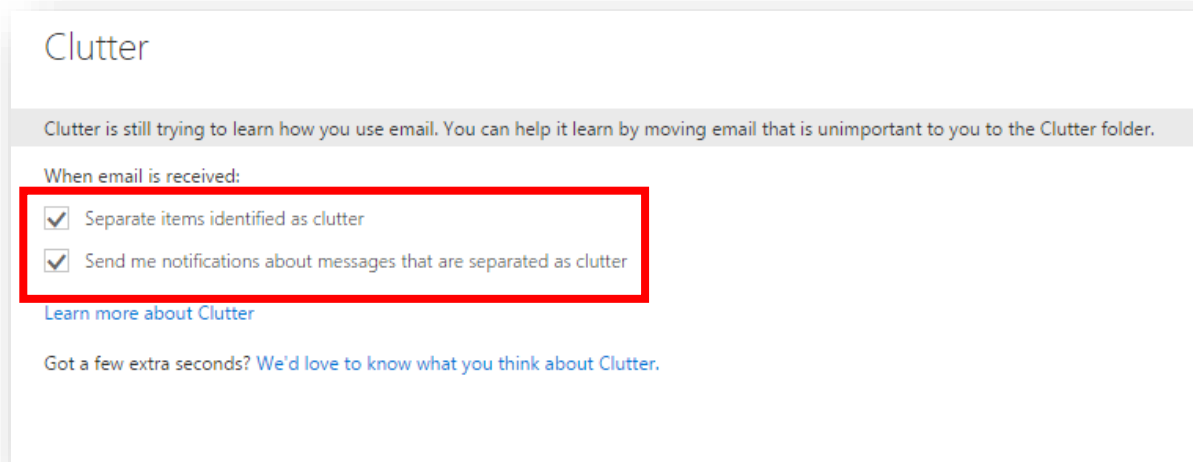 Clutter
Clutter is still trying to learn how you use email. You can help it learn by moving email that is unimportant to you to the Clutter folder.
When email is received:
Separate items identified as clutter
Send me notifications about messages that are separated as clutter
Learn more about Clutter
Got a few extra seconds? We'd love to know what you think about Clutter.